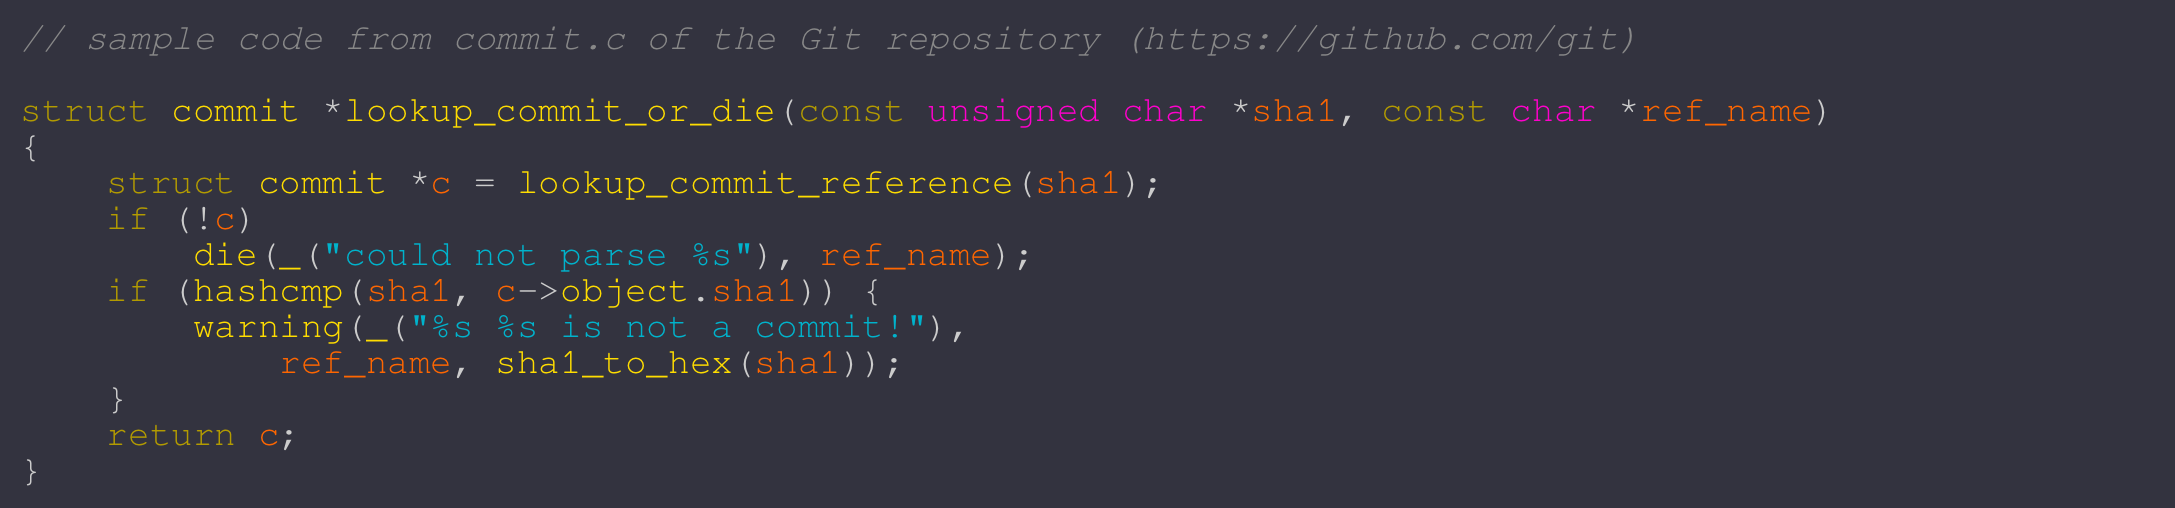 // sample code from commit.c of the Git repository (https://github.com/git)

struct commit *lookup_commit_or_die(const unsigned char *sha1, const char *ref_name)
{
    struct commit *c = lookup_commit_reference(sha1);
    if (!c)
        die(_("could not parse %s"), ref_name);
    if (hashcmp(sha1, c->object.sha1)) {
        warning(_("%s %s is not a commit!"),
            ref_name, sha1_to_hex(sha1));
    }
    return c;
}